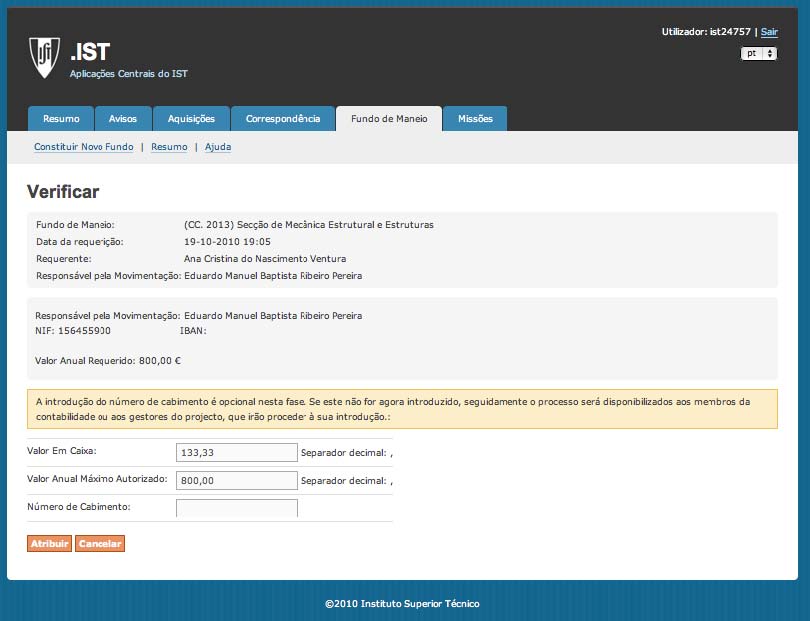 Utilizador: ist24757 | Sair
.IST
pt
Aplicações Centrais do IST
Resumo Avisos Aquisições Correspondência Fundo de Maneio Missões
Constituir Novo Fundo | Resumo | Ajuda
Verificar
Fundo de Maneio: (CC. 2013) Secção de Mecânica Estrutural e Estruturas
Data da requerição: 19-10-2010 19:05
Requerente: Ana Cristina do Nascimento Ventura
Responsável pela Movimentação: Eduardo Manuel Baptista Ribeiro Pereira
Responsável pela Movimentação: Eduardo Manuel Baptista Ribeiro Pereira
NIF: 156455900 IBAN:
Valor Anual Requerido: 800,00 €
A introdução do número de cabimento é opcional nesta fase. Se este não for agora introduzido, seguidamente o processo será disponibilizados aos membros da
contabilidade ou aos gestores do projecto, que irão proceder à sua introdução.:
Valor Em Caixa: 133,33 Separador decimal: ,
Valor Anual Máximo Autorizado: 800,00 Separador decimal: ,
Número de Cabimento:
Atribuir Cancelar
©2010 Instituto Superior Técnico